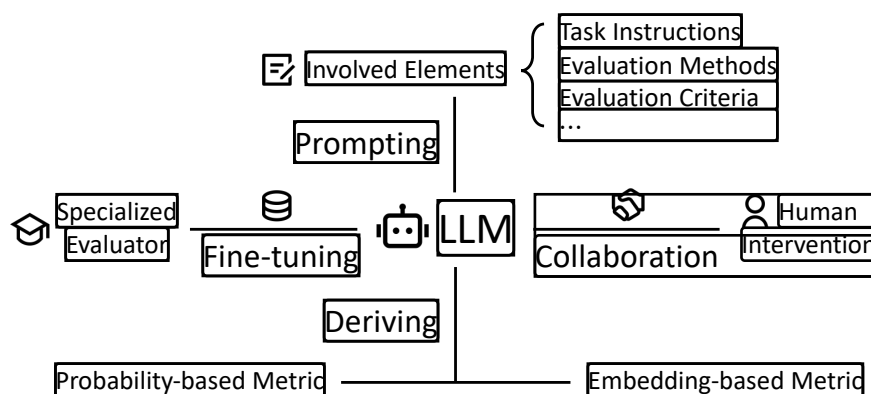 Task Instructions
Involved Elements
Evaluation Methods
Evaluation Criteria
...
Prompting
Specialized
Evaluator
Fine-tuning
LLM
Collaboration
Human
Intervention
Deriving
Probability-based Metric
Embedding-based Metric